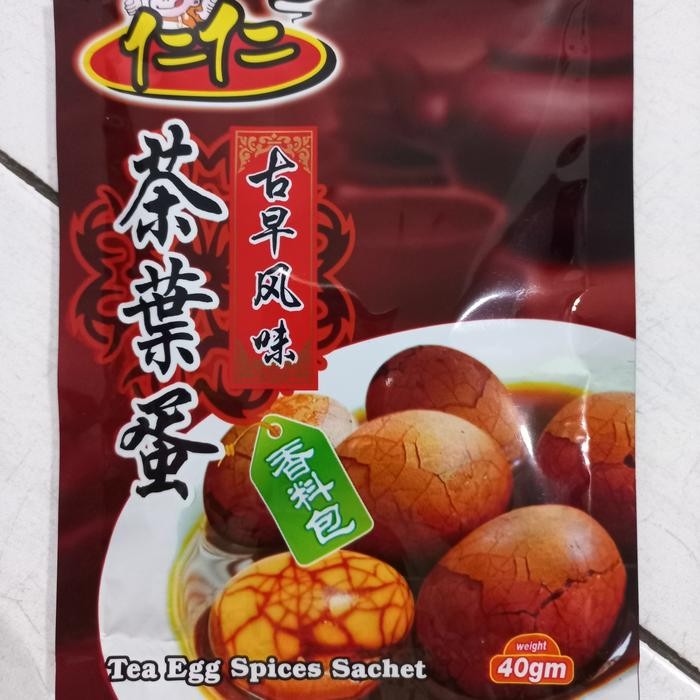 仁仁
茶葉蛋
古早风味
香料包
Tea Egg Spices Sachet
weight
40gm